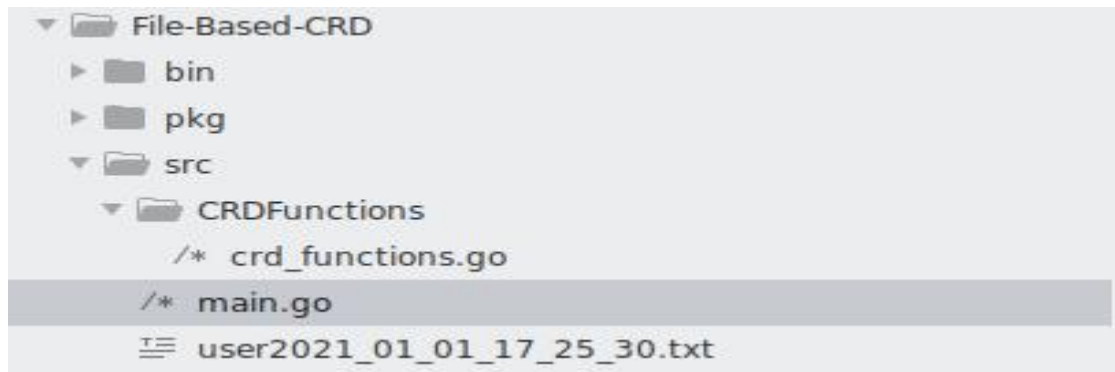 File-Based-CRD
bin
pkg
src
CRDFunctions
/* crd_functions.go
/* main.go
user2021_01_01_17_25_30.txt